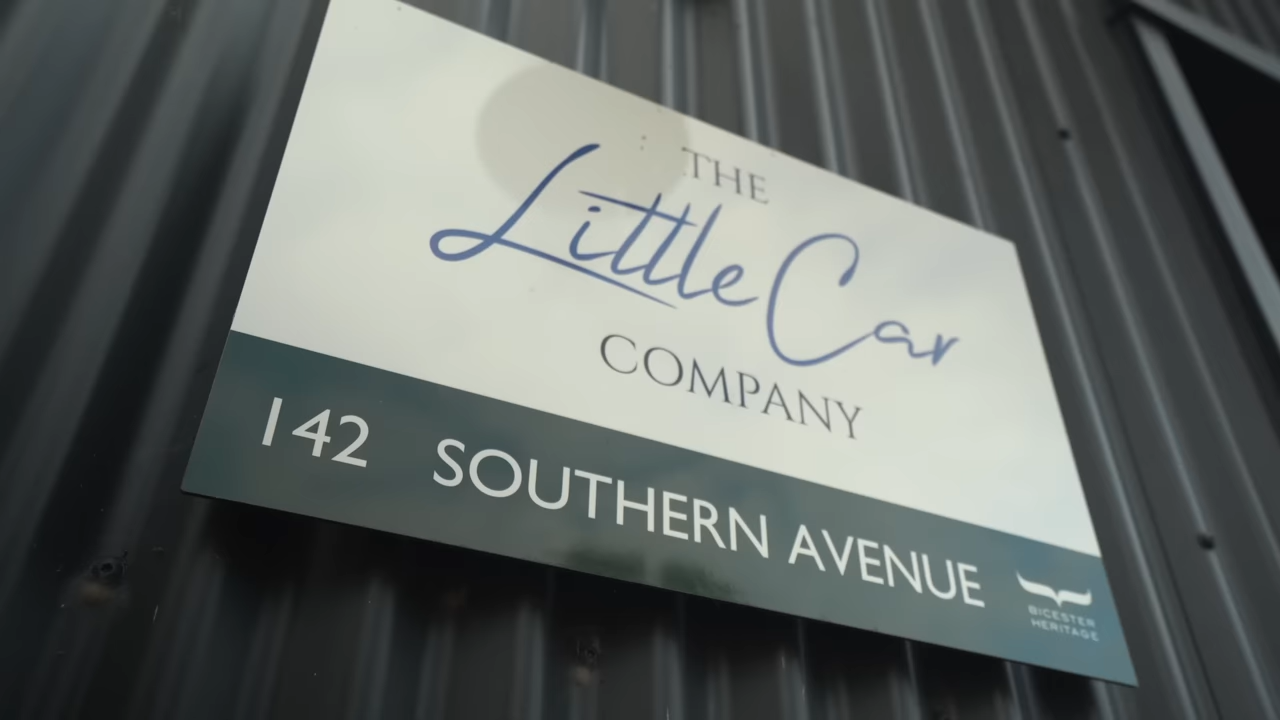 THE
Little Car
COMPANY
142 SOUTHERN AVENUE
BICESTER
HERITAGE